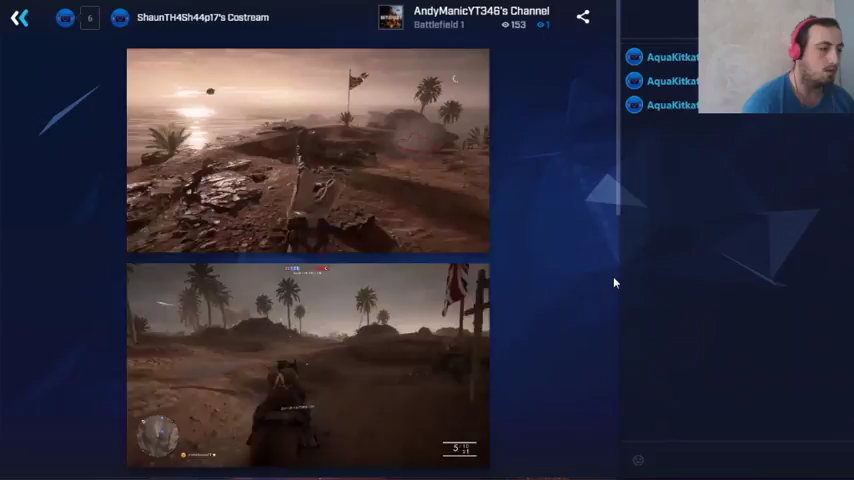 6
ShaunTH4Sh44p17's Costream
AndyManicYT346's Channel
Battlefield 1
153
1
AquaKitkat
AquaKitkat
AquaKitkat